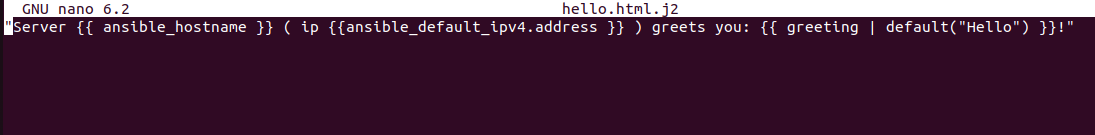 GNU nano 6.2 hello.html.j2
"Server {{ ansible_hostname }} ( ip {{ansible_default_ipv4.address }} ) greets you: {{ greeting | default("Hello") }}!"